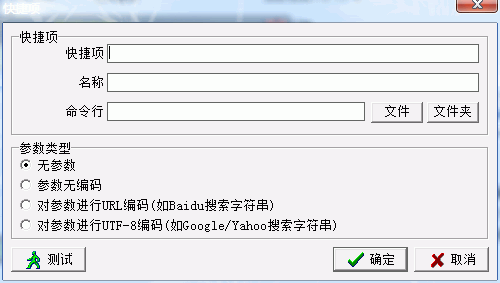 快捷项
快捷项
快捷项
名称
命令行 文件 文件夹
参数类型
无参数
参数无编码
对参数进行URL编码(如Baidu搜索字符串)
对参数进行UTF-8编码(如Google/Yahoo搜索字符串)
测试 确定 取消